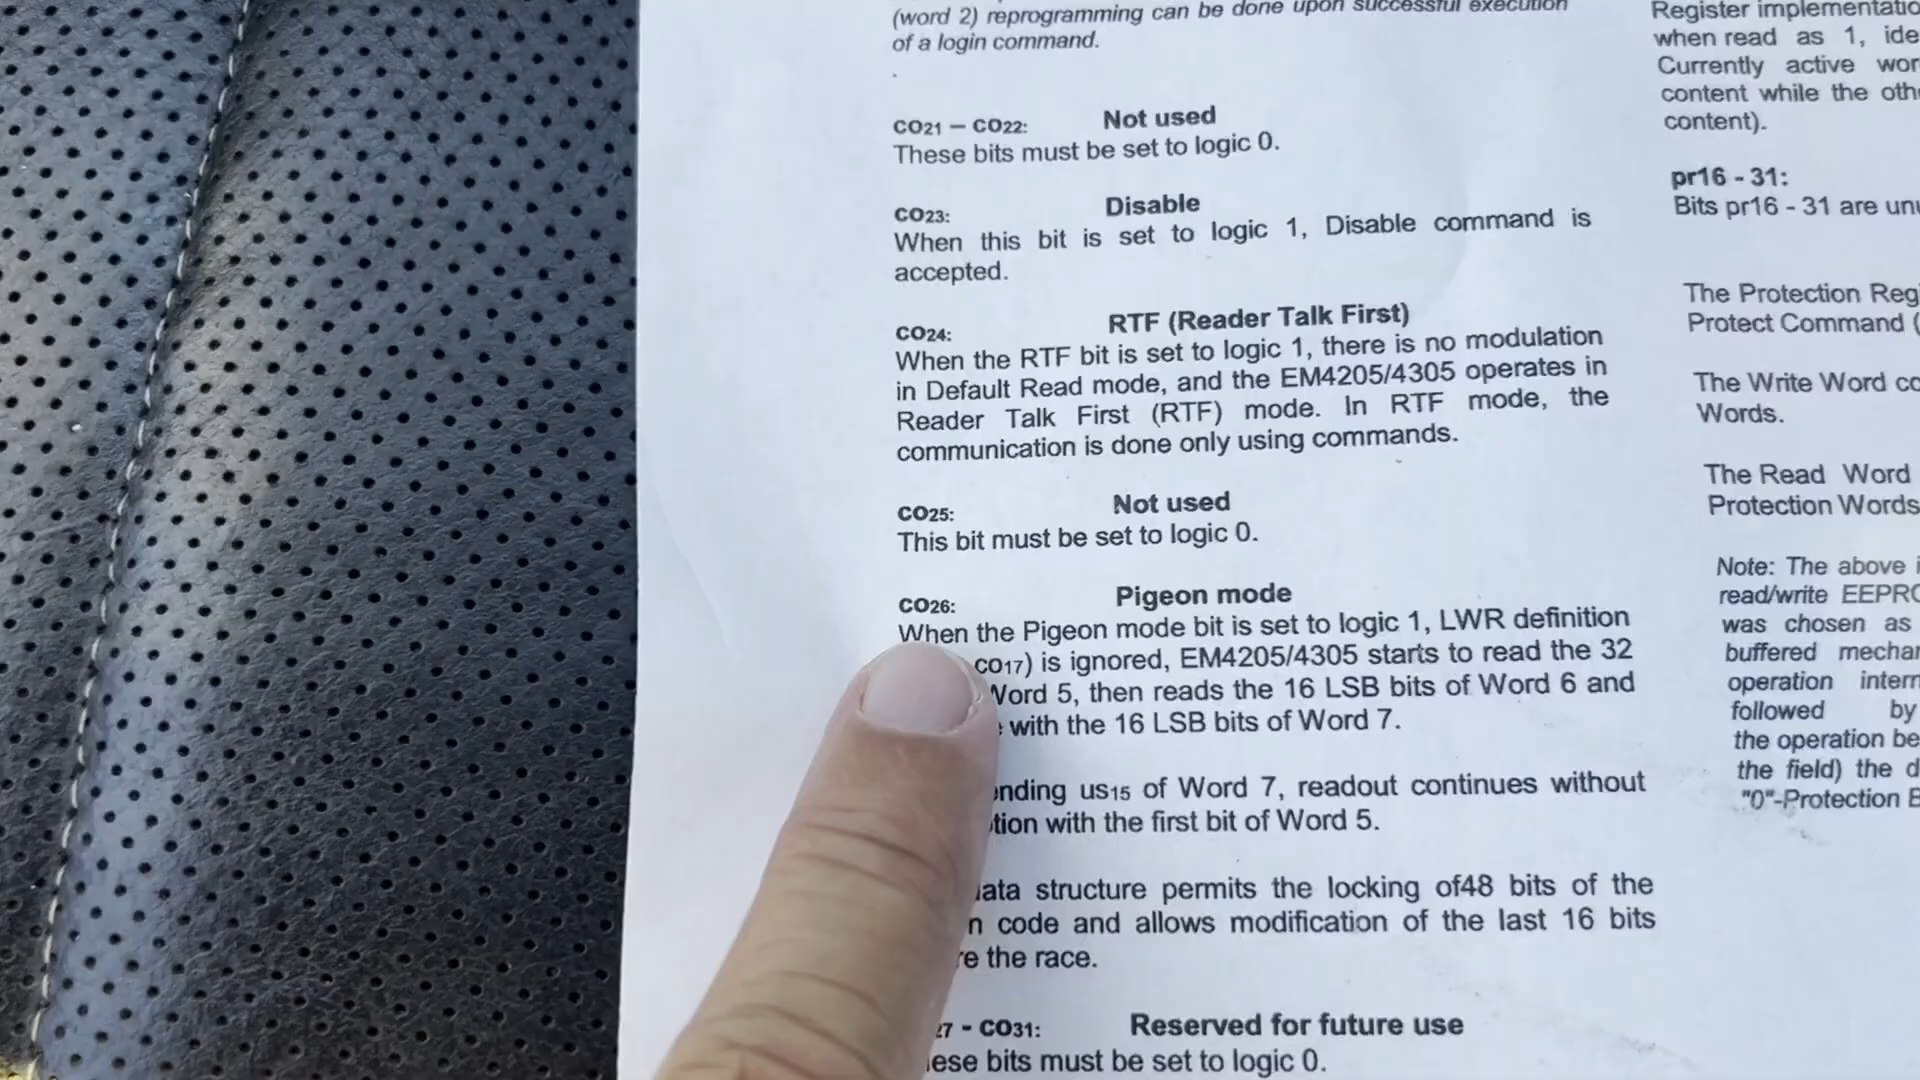 (word 2) reprogramming can be done upon successful execution
of a login command.
CO21 – CO22: Not used
These bits must be set to logic 0.
CO23: Disable
When this bit is set to logic 1, Disable command is
accepted.
CO24: RTF (Reader Talk First)
When the RTF bit is set to logic 1, there is no modulation
in Default Read mode, and the EM4205/4305 operates in
Reader Talk First (RTF) mode. In RTF mode, the
communication is done only using commands.
CO25: Not used
This bit must be set to logic 0.
CO26: Pigeon mode
When the Pigeon mode bit is set to logic 1, LWR definition
CO17) is ignored, EM4205/4305 starts to read the 32
Word 5, then reads the 16 LSB bits of Word 6 and
with the 16 LSB bits of Word 7.
us15 of Word 7, readout continues without
with the first bit of Word 5.
structure permits the locking of48 bits of the
code and allows modification of the last 16 bits
the race.
27 - CO31: Reserved for future use
these bits must be set to logic 0.
Register
when read as 1,
Currently active
content while the
content).
pr16 - 31:
Bits pr16 - 31 are
The Protection
Protect Command (
The Write Word
Words.
The Read Word
Protection Words
Note: The above
read/write
was chosen as
buffered
operation
followed by
the operation
the field) the
"0"-Protection